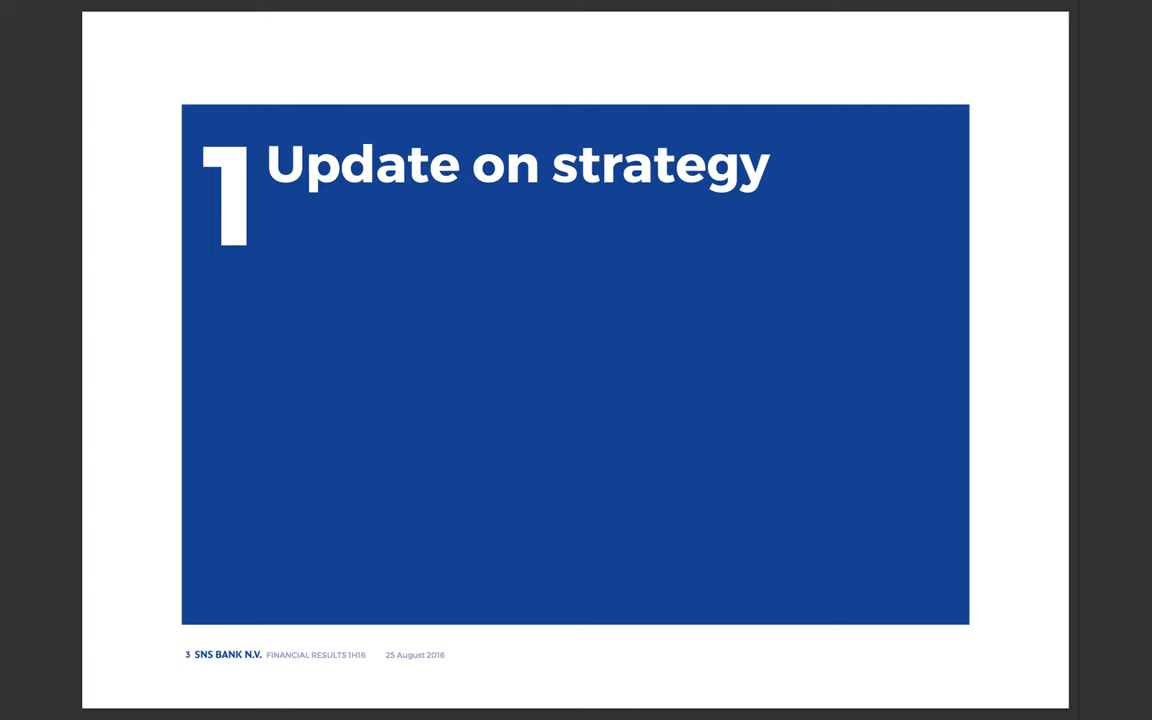 1 Update on strategy
3 SNS BANK N.V. FINANCIAL RESULTS 1H16 25 August 2016